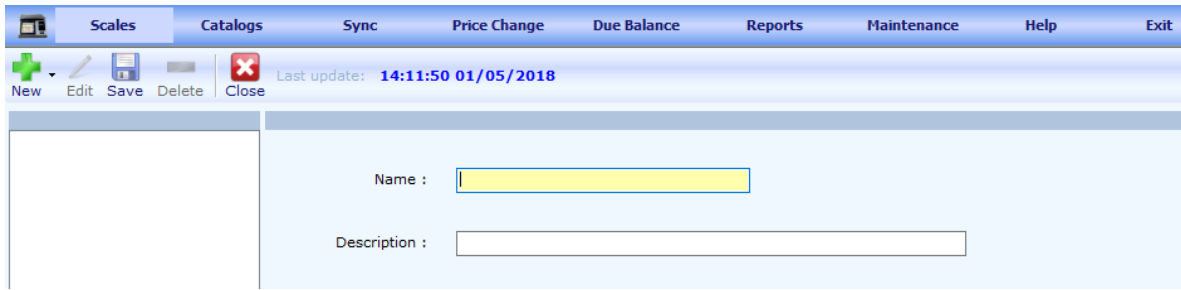 Scales Catalogs Sync Price Change Due Balance Reports Maintenance Help Exit
New Edit Save Delete Close Last update: 14:11:50 01/05/2018
Name :
Description :